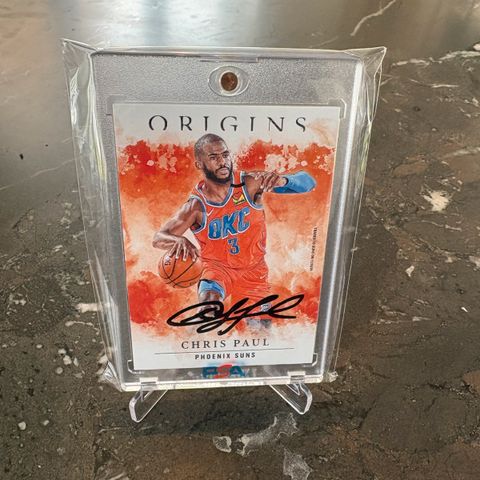 ORIGINS
OKC
3
CHRIS PAUL
PHOENIX SUNS
PSA